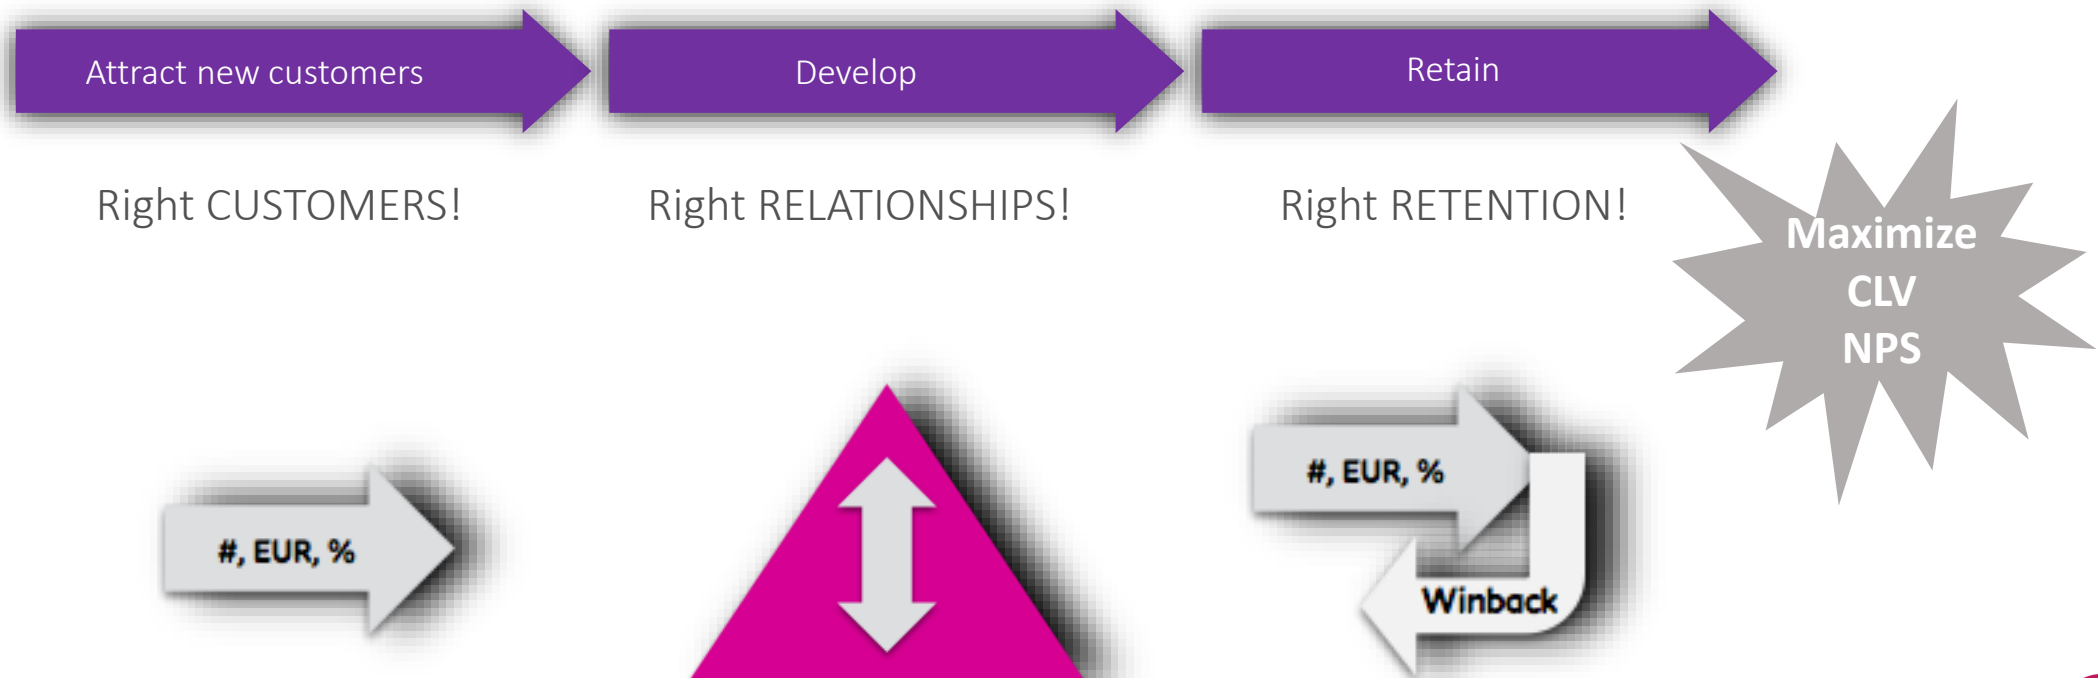 Attract new customers
Develop
Retain
Right CUSTOMERS!
Right RELATIONSHIPS!
Right RETENTION!
Maximize
CLV
NPS
#, EUR, %
#, EUR, %
Winback